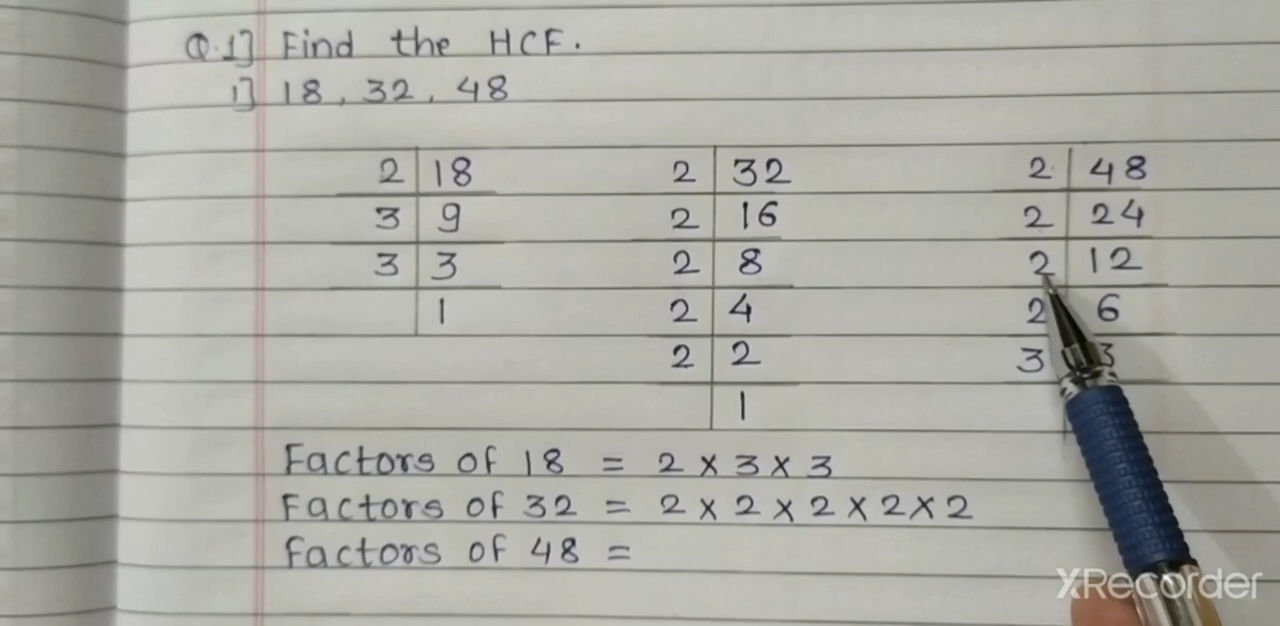 Q.1] Find the HCF.
i] 18, 32, 48
2 | 18
3 | 9
3 | 3
1
2 | 32
2 | 16
2 | 8
2 | 4
2 | 2
1
2 | 48
2 | 24
2 | 12
2 | 6
3 | 3
Factors of 18 = 2 × 3 × 3
Factors of 32 = 2 × 2 × 2 × 2 × 2
Factors of 48 =
XRecorder